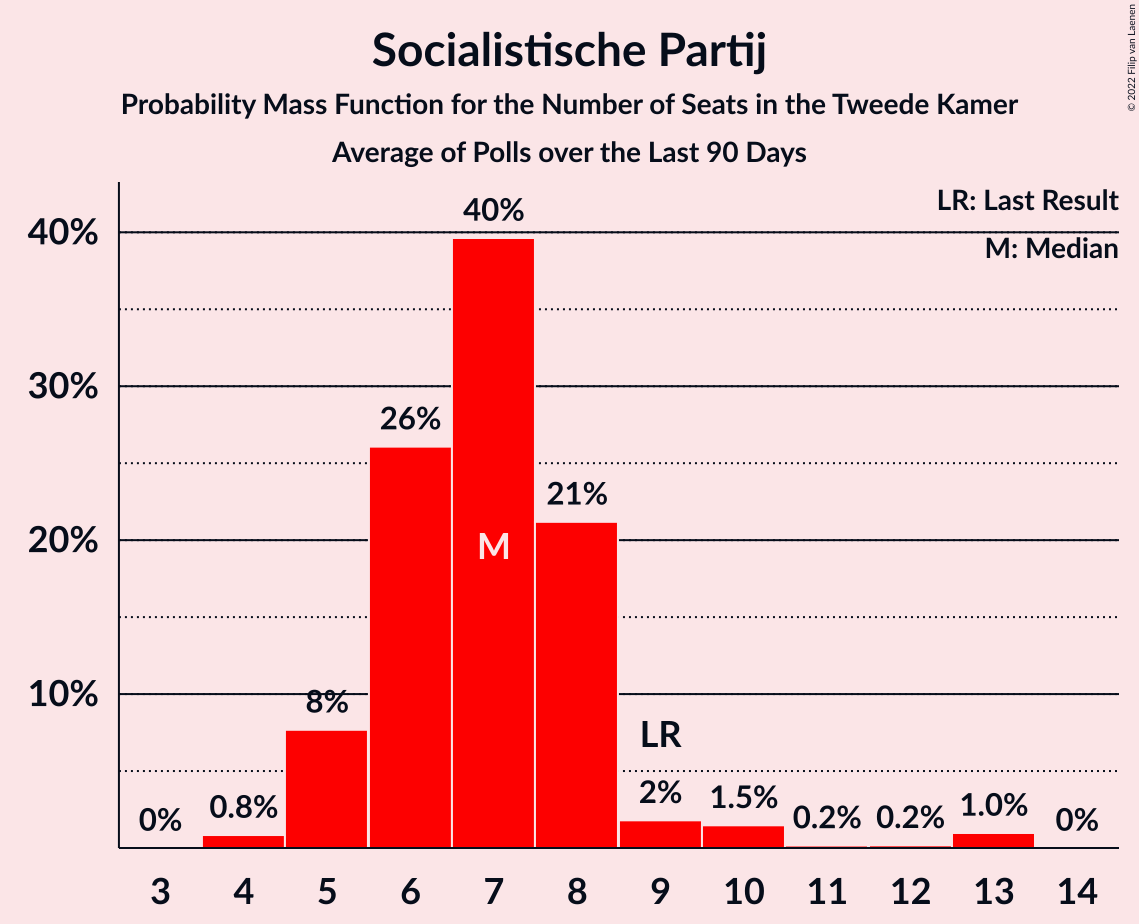 Socialistische Partij
Probability Mass Function for the Number of Seats in the Tweede Kamer
Average of Polls over the Last 90 Days
© 2022 Filip van Laenen
LR: Last Result
M: Median
40%
30%
20%
10%
0%
0.8%
8%
26%
40%
M
21%
LR
2%
1.5%
0.2%
0.2%
1.0%
0%
3 4 5 6 7 8 9 10 11 12 13 14